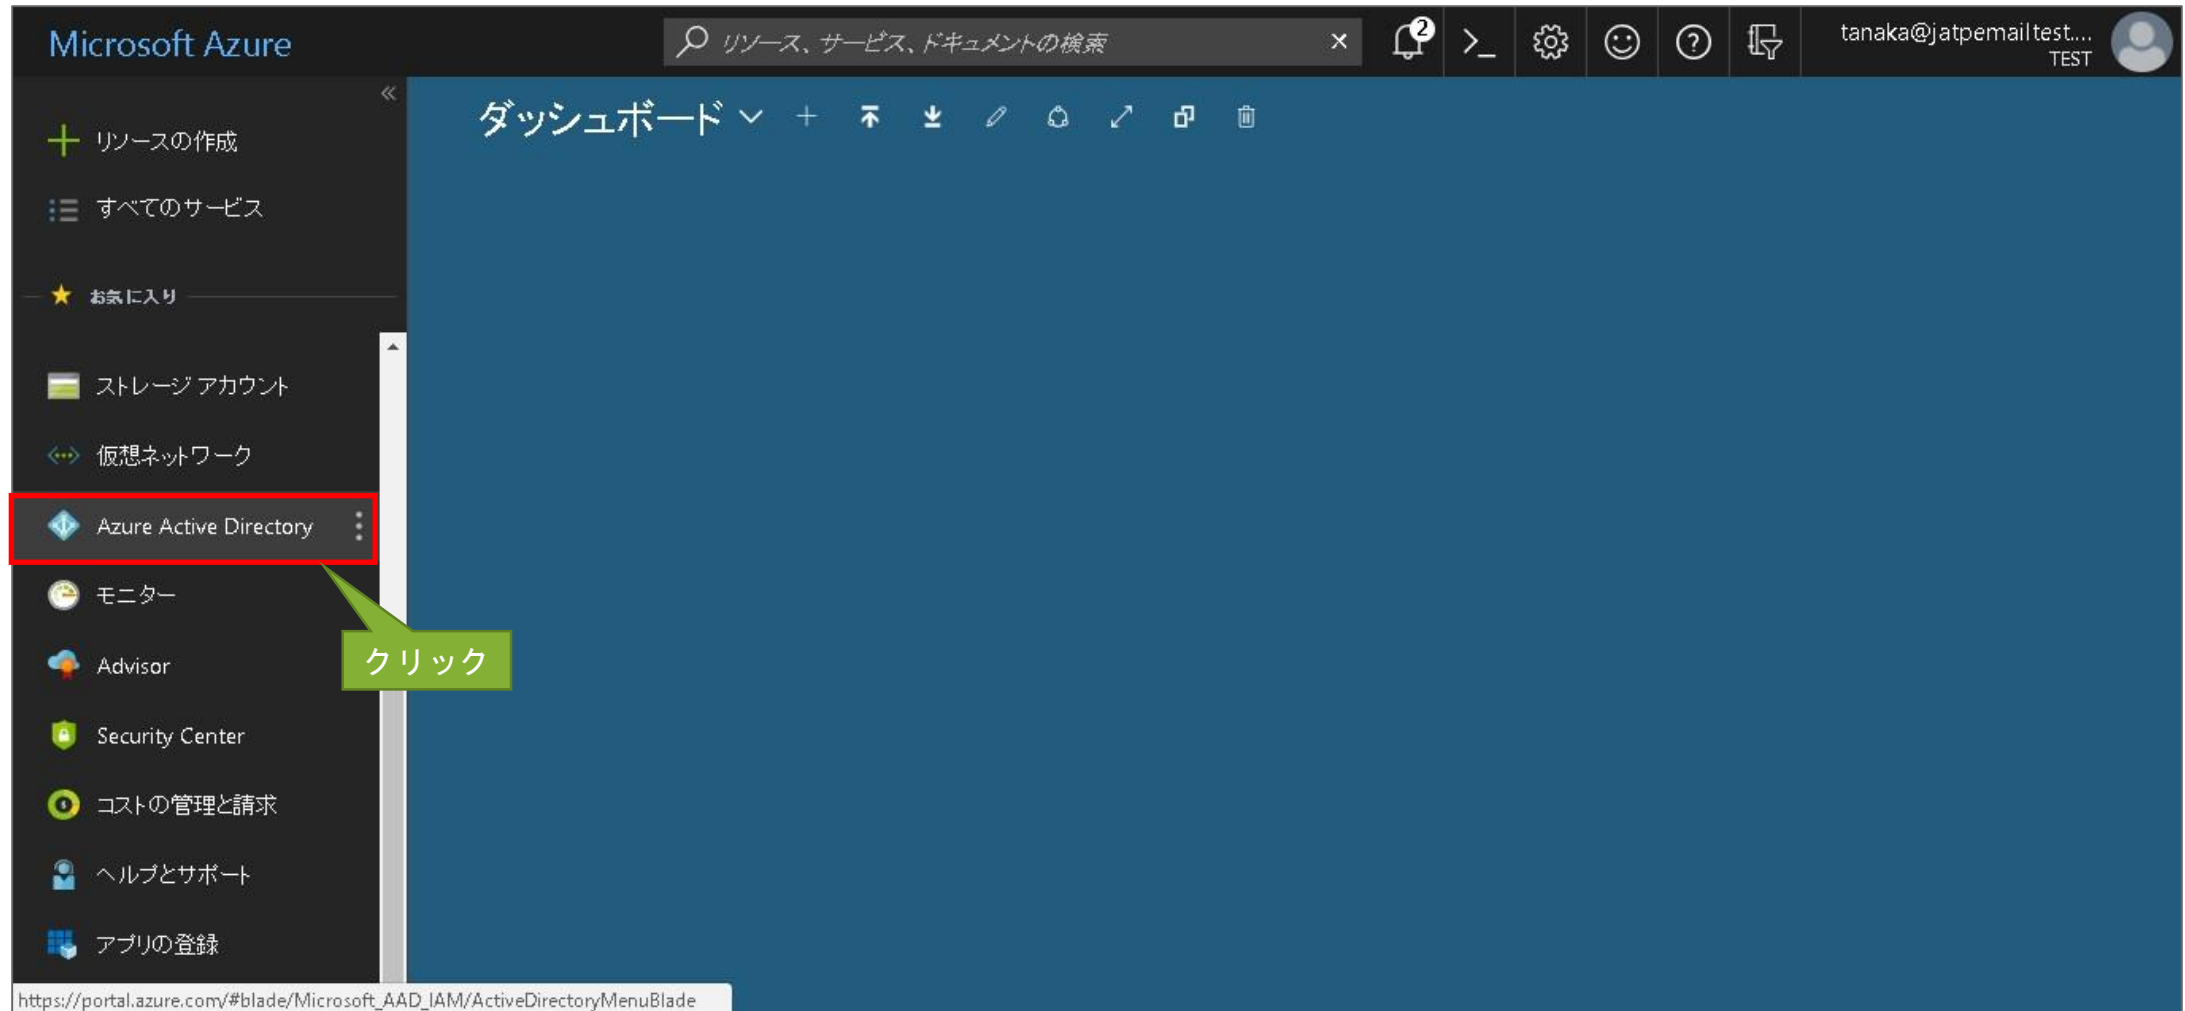 Microsoft Azure
リソース、サービス、ドキュメントの検索
2
tanaka@jatpemailtest....
TEST
リソースの作成
すべてのサービス
お気に入り
ストレージ アカウント
仮想ネットワーク
Azure Active Directory
モニター
Advisor
Security Center
コストの管理と請求
ヘルプとサポート
アプリの登録
ダッシュボード
クリック
https://portal.azure.com/#blade/Microsoft_AAD_IAM/ActiveDirectoryMenuBlade